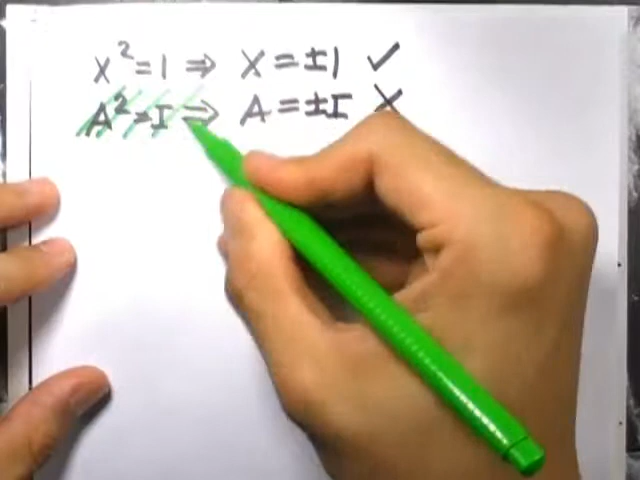 X² = 1 ⇒ X = ±1 ✓
A² = I ⇒ A = ±I ✗